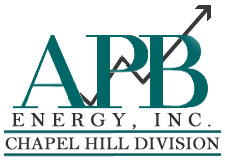 APB
ENERGY, INC.
CHAPEL HILL DIVISION